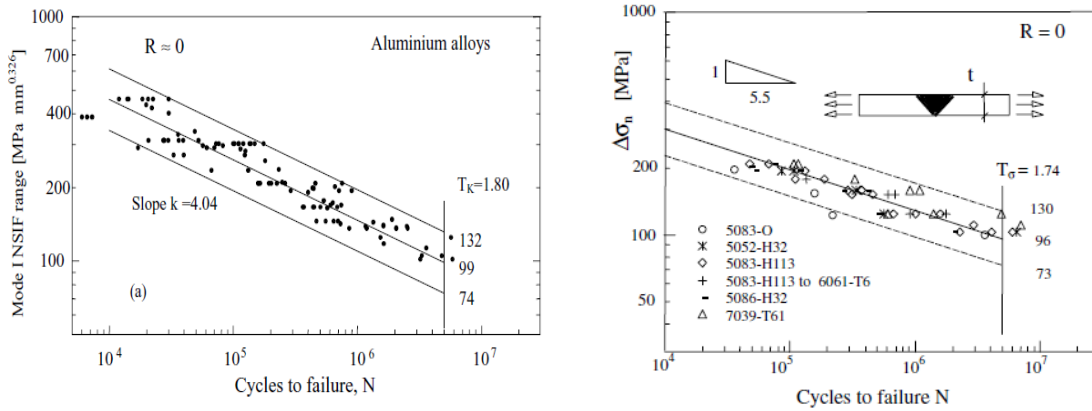 1000
700
400
200
100
Mode I NSIF range [MPa mm^0.326]
R ≈ 0
Aluminium alloys
Slope k =4.04
T_K=1.80
132
99
74
(a)
10^4
10^5
10^6
10^7
Cycles to failure, N
1000
500
200
100
50
Δσ_n [MPa]
R = 0
1
5.5
t
T_σ = 1.74
130
96
73
5083-O
5052-H32
5083-H113
5083-H113 to 6061-T6
5086-H32
7039-T61
10^4
10^5
10^6
10^7
Cycles to failure N